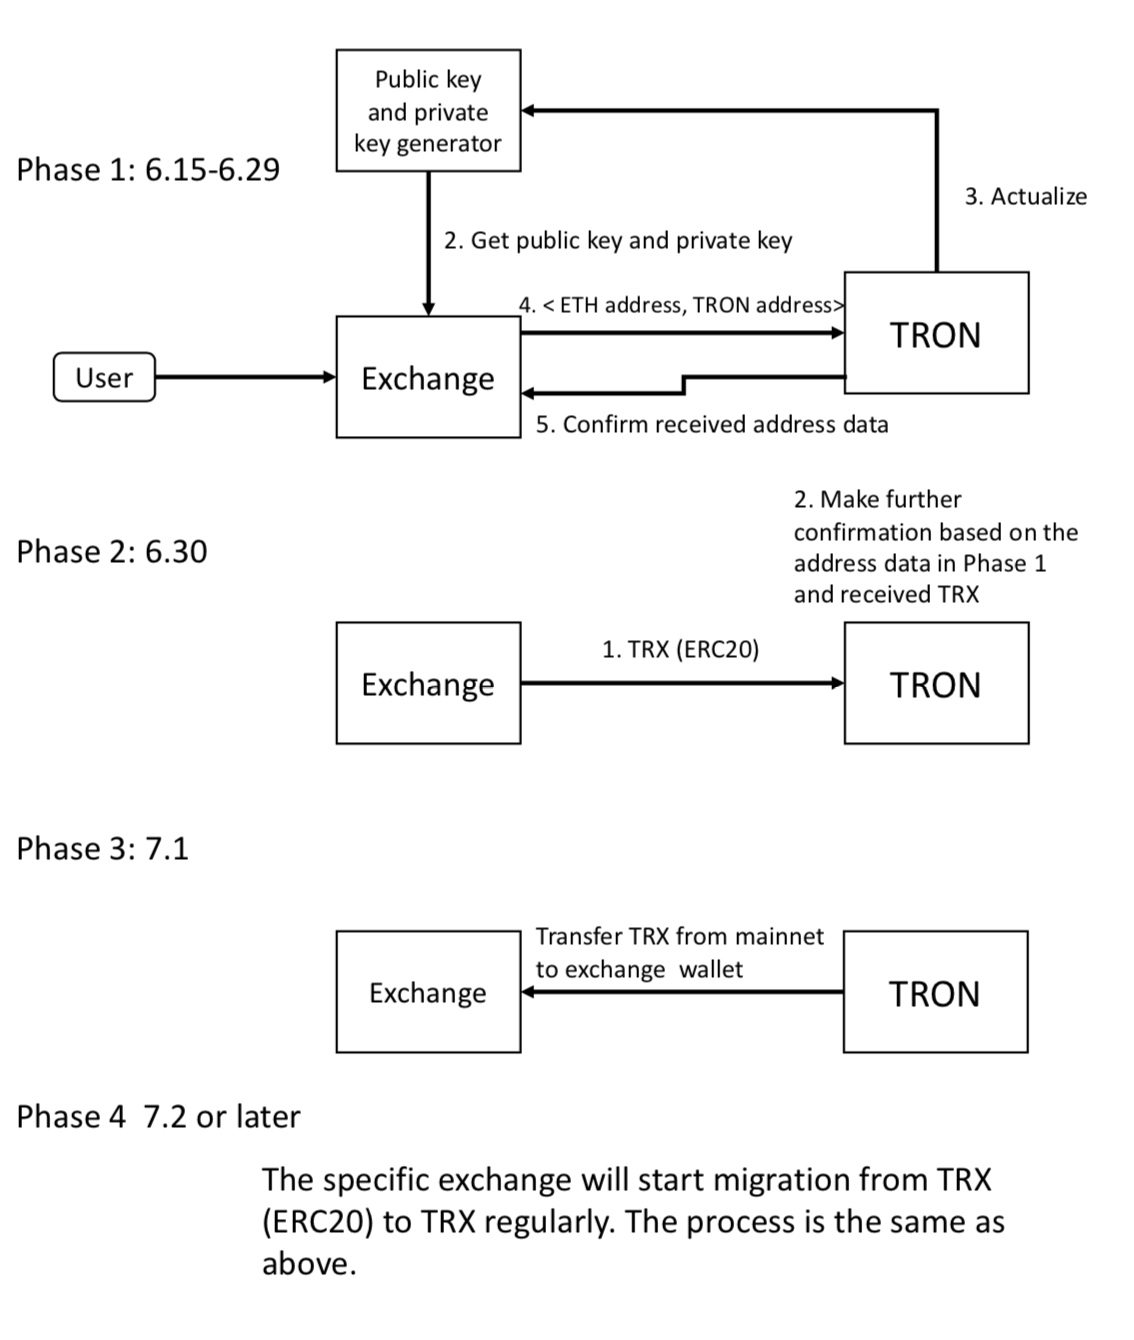 Public key
and private
key generator
Phase 1: 6.15-6.29
3. Actualize
2. Get public key and private key
4. < ETH address, TRON address>
TRON
User
Exchange
5. Confirm received address data
2. Make further
confirmation based on the
address data in Phase 1
and received TRX
Phase 2: 6.30
1. TRX (ERC20)
Exchange
TRON
Phase 3: 7.1
Transfer TRX from mainnet
to exchange  wallet
Exchange
TRON
Phase 4  7.2 or later
The specific exchange will start migration from TRX
(ERC20) to TRX regularly. The process is the same as
above.